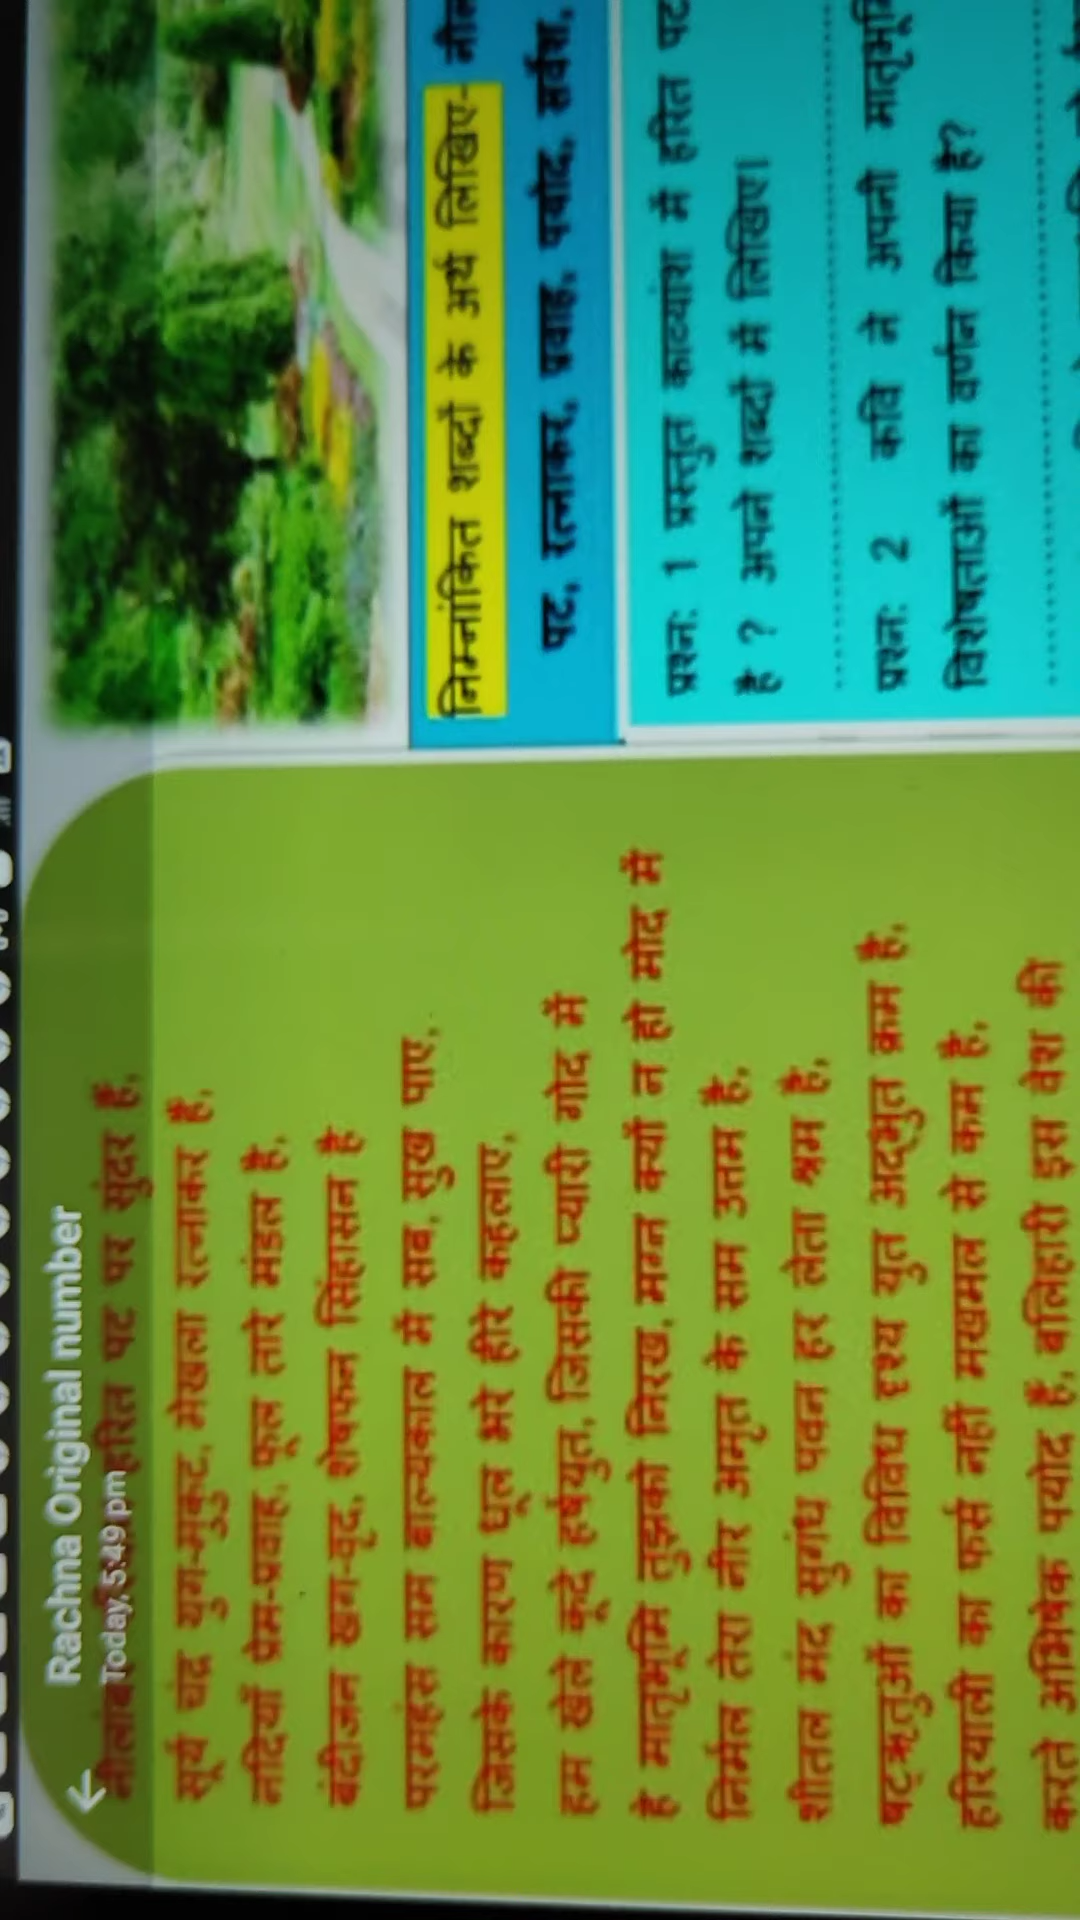 Rachna Original number
Today, 5:49 pm
हरित पट पर सुंदर हैं,
सूर्य चंद्र युग-मुकुट, मेखला रत्नाकर हैं,
नदियाँ प्रेम-प्रवाह, फूल तारे मंडल हैं,
बंदीजन खग-वृंद, शेषफन सिंहासन है
परमहंस सम बाल्यकाल में सब, सुख पाए,
जिसके कारण धूल भरे हीरे कहलाए,
हम खेले कूदे हर्षयुत, जिसकी प्यारी गोद में
हे मातृभूमि तुझको निरख, मग्न क्यों न हो मोद में
निर्मल तेरा नीर अमृत के सम उत्तम है,
शीतल मंद सुगंध पवन हर लेता श्रम है,
षट्ऋतुओं का विविध दृश्य युत अद्भुत क्रम है,
हरियाली का फर्स नहीं मखमल से कम है,
करते अभिषेक पयोद हैं, बलिहारी इस वेश की
निम्नांकित शब्दों के अर्थ लिखिए-
पट, रत्नाकर, प्रवाह, पयोद, सर्वेश,
प्रश्न: 1 प्रस्तुत काव्यांश में हरित पट
है ? अपने शब्दों में लिखिए।
प्रश्न: 2 कवि ने अपनी मातृभूमि
विशेषताओं का वर्णन किया है?